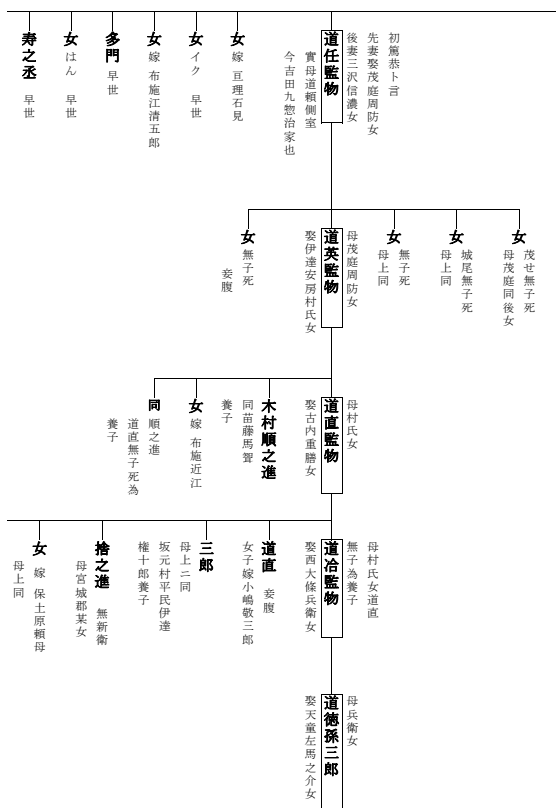 初篤恭ト言
先妻娶茂庭周防女
後妻三沢信濃女
道任監物
實母道頼側室
今吉田九惣治家也
女
嫁 亘理石見
女
イク 早世
女
嫁 布施江清五郎
多門
早世
女
はん 早世
寿之丞
早世
女
茂せ無子死
母茂庭同後女
女
城尾無子死
母上同
女
無子死
母上同
母茂庭周防女
道英監物
娶伊達安房村氏女
女
無子死
妾腹
母村氏女
道直監物
娶古内重膳女
木村順之進
同苗藤馬聟
養子
女
嫁 布施近江
同
順之進
道直無子死為
養子
母村氏女道直
無子為養子
道冾監物
娶西大條兵衛女
道直
妾腹
女子嫁小嶋敬三郎
三郎
母上ニ同
坂元村平民伊達
権十郎養子
捨之進
無新衛
母宮城郡某女
女
嫁 保土原頼母
母上同
母兵衛女
道徳孫三郎
娶天童左馬之介女